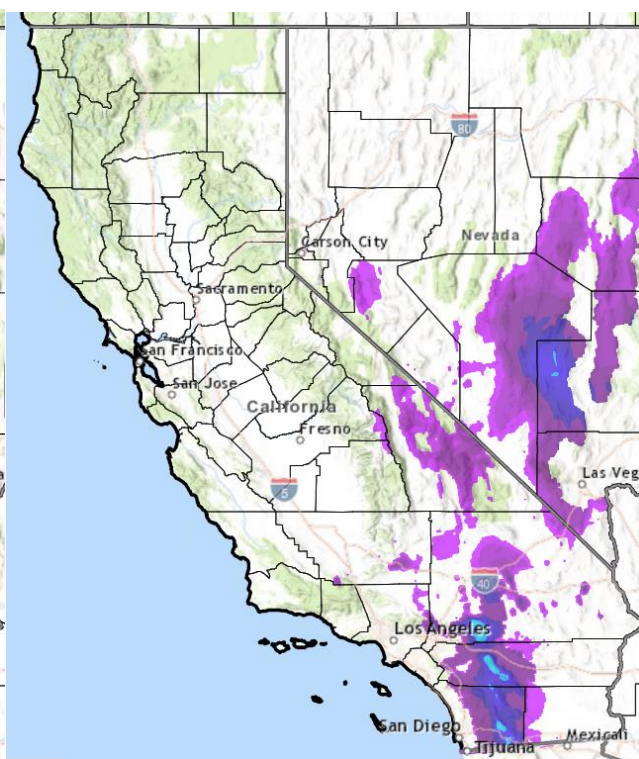 80
Nevada
Carson City
Sacramento
San Francisco
San Jose
California
Fresno
Las Veg
5
40
Los Angeles
San Diego
Tijuana
Mexicali